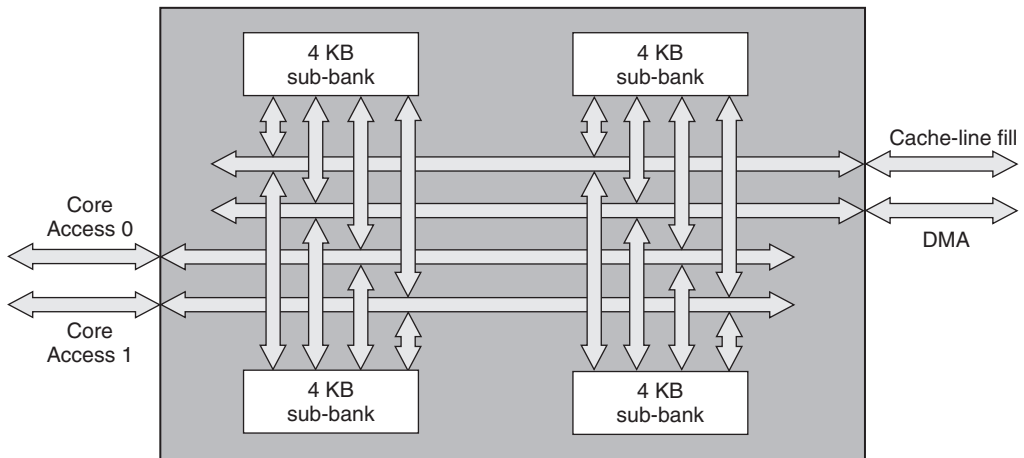 4 KB
sub-bank
4 KB
sub-bank
Cache-line fill
Core
Access 0
DMA
Core
Access 1
4 KB
sub-bank
4 KB
sub-bank